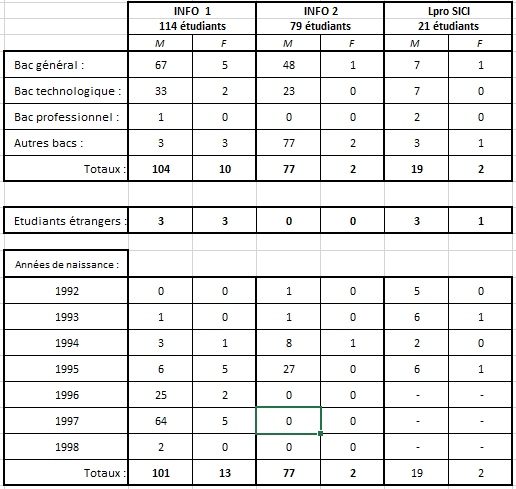 INFO 1 INFO 2 Lpro SICI
114 étudiants 79 étudiants 21 étudiants
M F M F M F
Bac général : 67 5 48 1 7 1
Bac technologique : 33 2 23 0 7 0
Bac professionnel : 1 0 0 0 2 0
Autres bacs : 3 3 77 2 3 1
Totaux : 104 10 77 2 19 2
Etudiants étrangers : 3 3 0 0 3 1
Années de naissance :
1992 0 0 1 0 5 0
1993 1 0 1 0 6 1
1994 3 1 8 1 2 0
1995 6 5 27 0 6 1
1996 25 2 0 0 - -
1997 64 5 0 0 - -
1998 2 0 0 0 - -
Totaux : 101 13 77 2 19 2